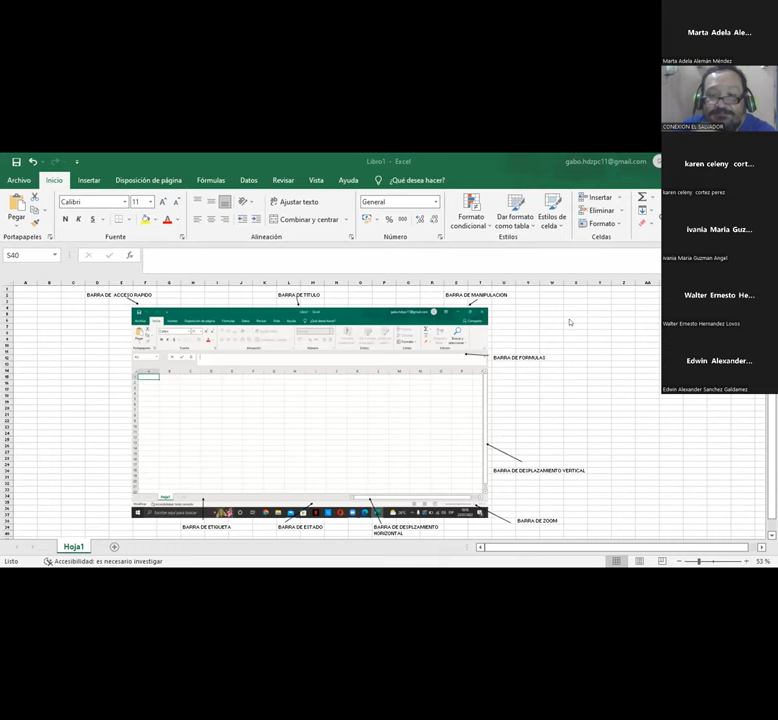 Marta Adela Ale...
Marta Adela Alemán Méndez
CONEXION EL SALVADOR
karen celeny cort...
karen celeny cortez perez
ivania Maria Guz...
ivania Maria Guzman Angel
Walter Ernesto He...
Walter Ernesto Hernandez Lovos
Edwin Alexander...
Edwin Alexander Sanchez Galdamez
Libro1 - Excel
gabo.hdzpc11@gmail.com
Archivo Inicio Insertar Disposición de página Fórmulas Datos Revisar Vista Ayuda ¿Qué desea hacer?
Pegar
Calibri 11
N K S
Ajustar texto
Combinar y centrar
General
Formato condicional
Dar formato como tabla
Estilos de celda
Insertar
Eliminar
Formato
Portapapeles Fuente Alineación Número Estilos Celdas
S40
fx
BARRA DE ACCESO RAPIDO
BARRA DE TITULO
BARRA DE MANIPULACION
BARRA DE FORMULAS
BARRA DE DESPLAZAMIENTO VERTICAL
Hoja1
BARRA DE ZOOM
BARRA DE ETIQUETA
BARRA DE ESTADO
BARRA DE DESPLZAMIENTO
HORIZONTAL
Hoja1
Listo
Accesibilidad: es necesario investigar
53 %